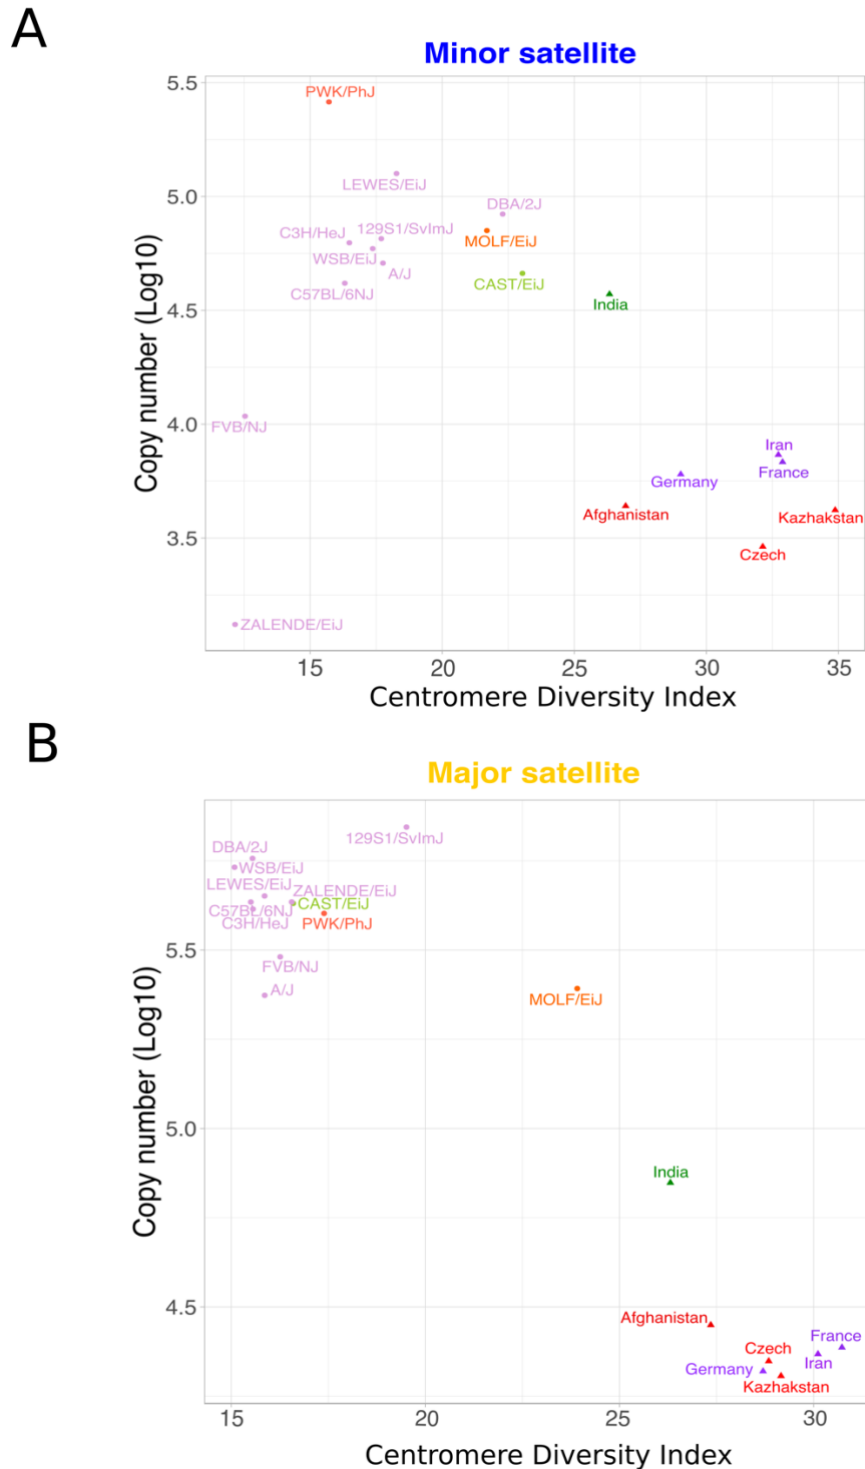 A
Minor satellite
5.5
PWK/PhJ
LEWES/EiJ
5.0
DBA/2J
C3H/HeJ
129S1/SvImJ
MOLF/EiJ
WSB/EiJ
A/J
CAST/EiJ
C57BL/6NJ
4.5
India
4.0
FVB/NJ
Iran
France
Germany
Afghanistan
Kazhakstan
3.5
Czech
ZALENDE/EiJ
Copy number (Log10)
15 20 25 30 35
Centromere Diversity Index
B
Major satellite
129S1/SvImJ
DBA/2J
WSB/EiJ
LEWES/EiJ
ZALENDE/EiJ
C57BL/6NJ
CAST/EiJ
C3H/HeJ
PWK/PhJ
5.5
FVB/NJ
A/J
MOLF/EiJ
5.0
India
4.5
Afghanistan
France
Czech
Iran
Germany
Kazhakstan
Copy number (Log10)
15 20 25 30
Centromere Diversity Index